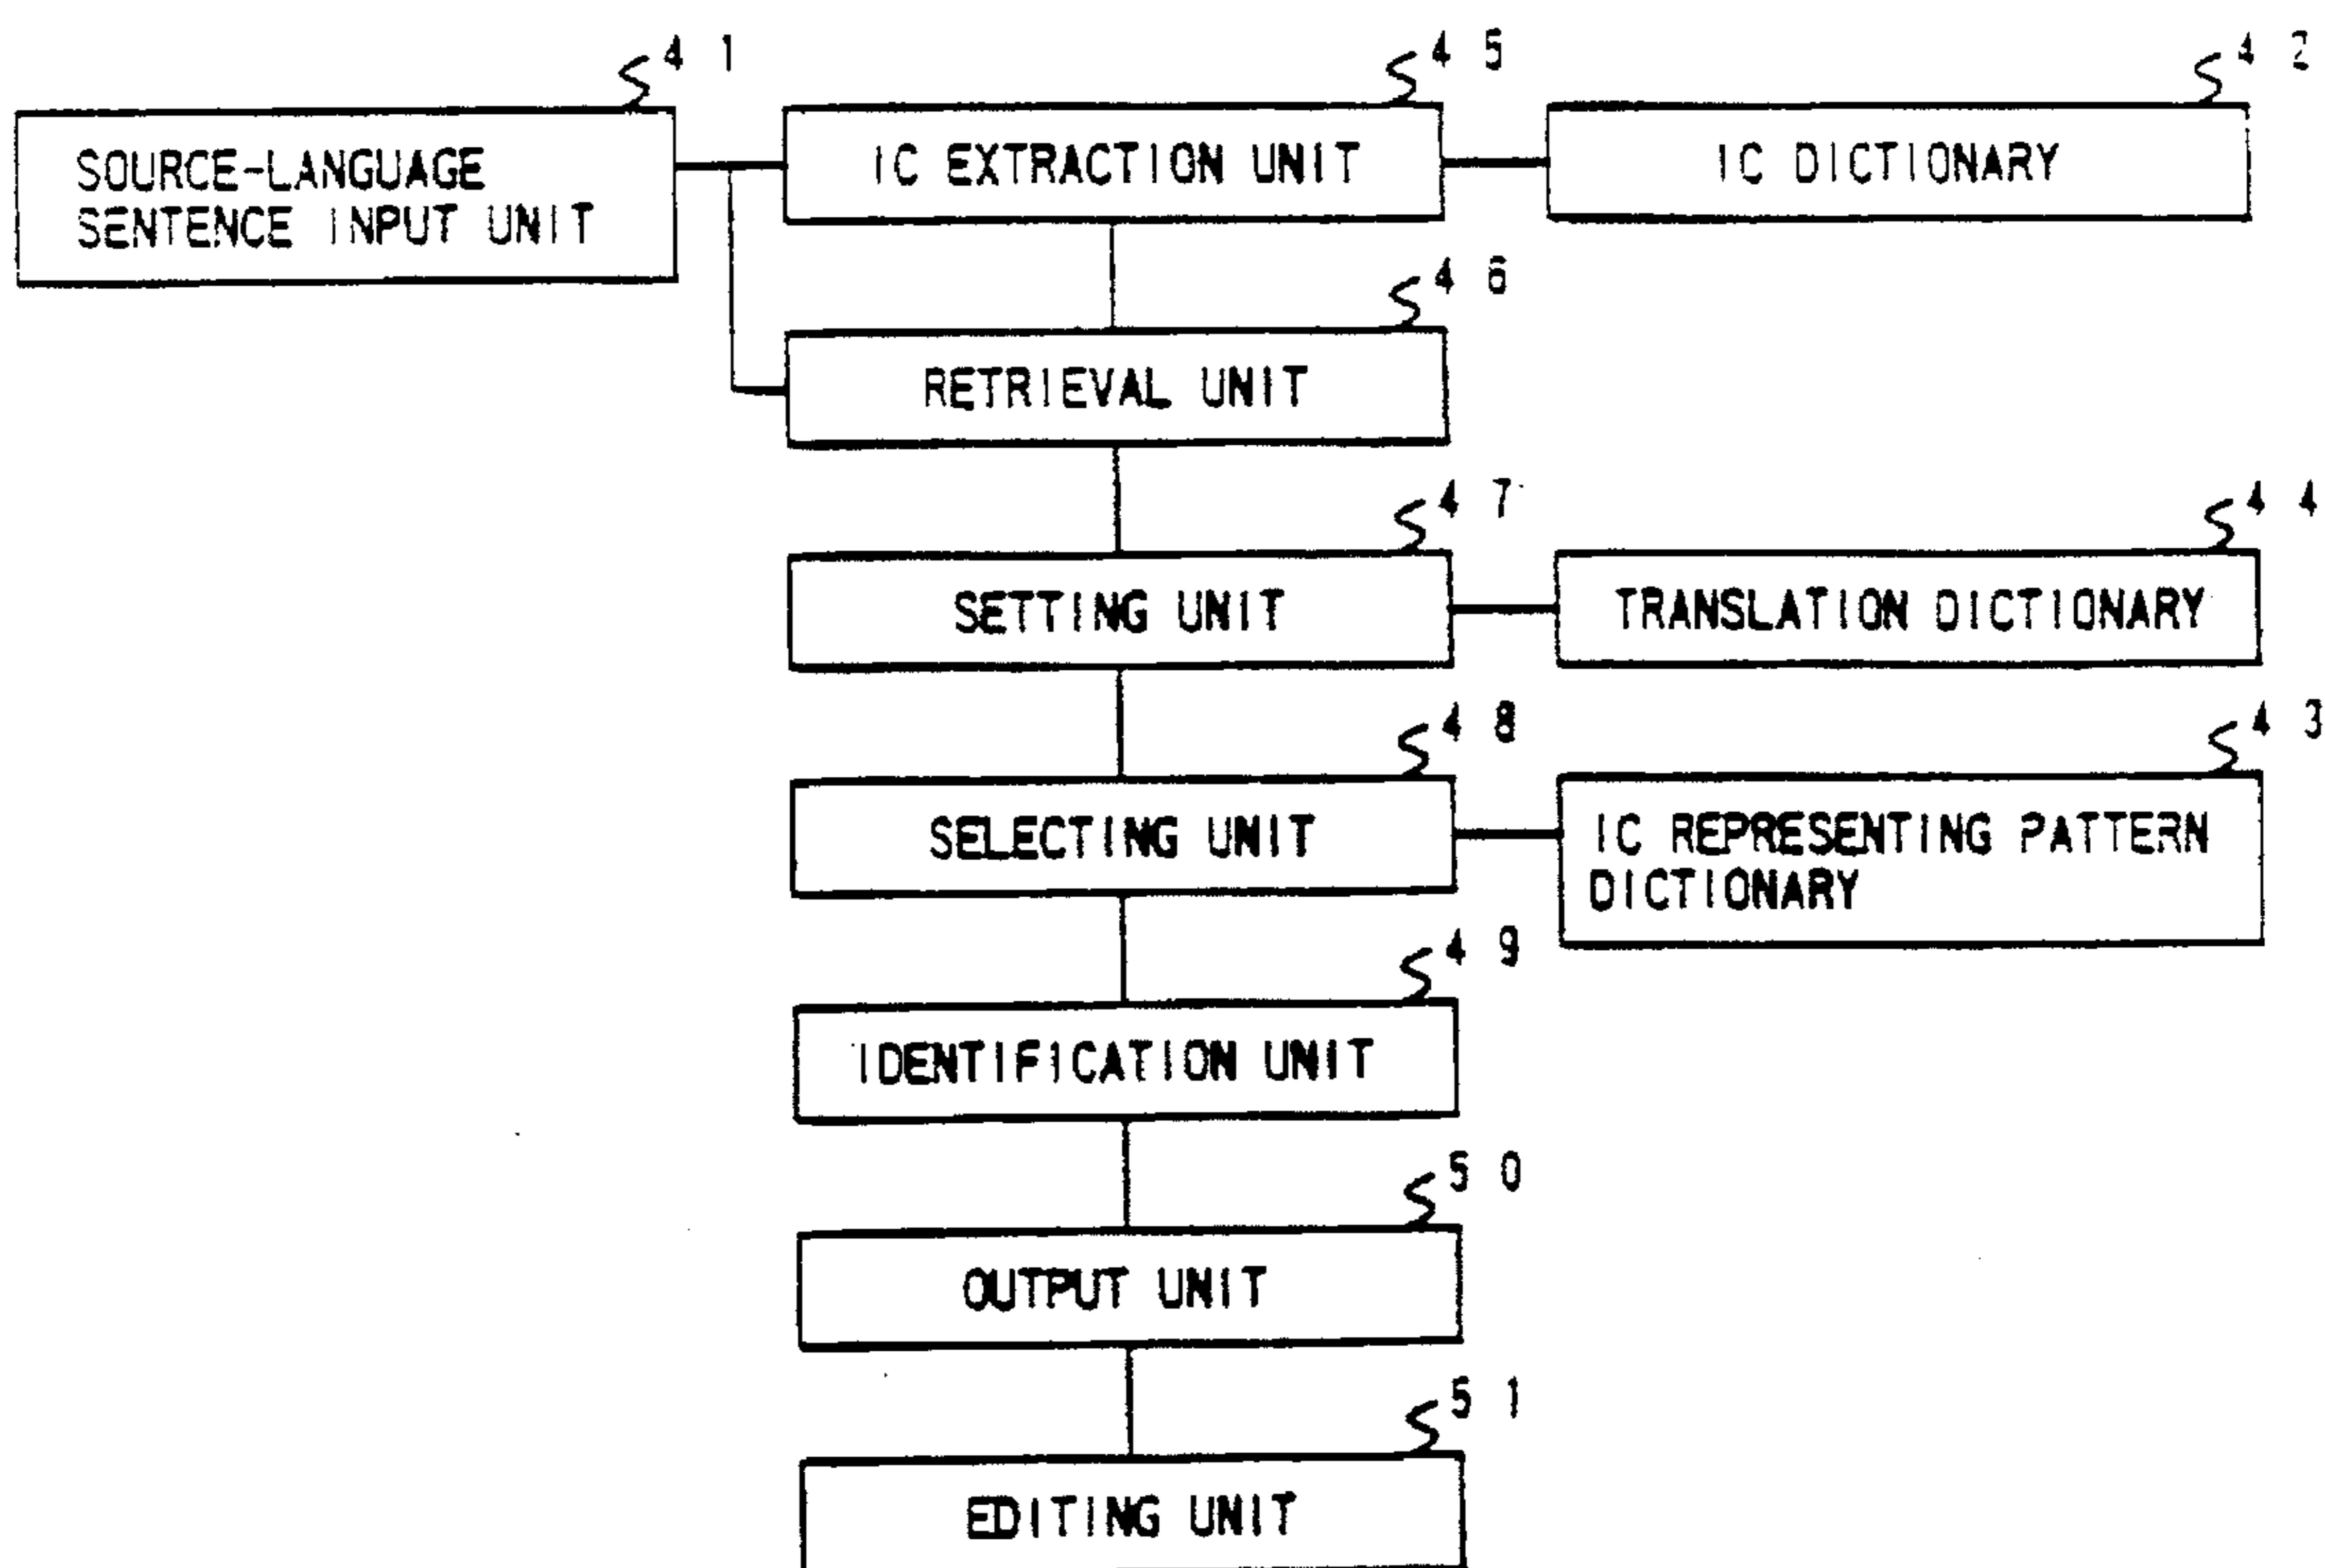 41
SOURCE-LANGUAGE
SENTENCE INPUT UNIT
45
IC EXTRACTION UNIT
42
IC DICTIONARY
46
RETRIEVAL UNIT
47
SETTING UNIT
44
TRANSLATION DICTIONARY
48
SELECTING UNIT
43
IC REPRESENTING PATTERN
DICTIONARY
49
IDENTIFICATION UNIT
50
OUTPUT UNIT
51
EDITING UNIT